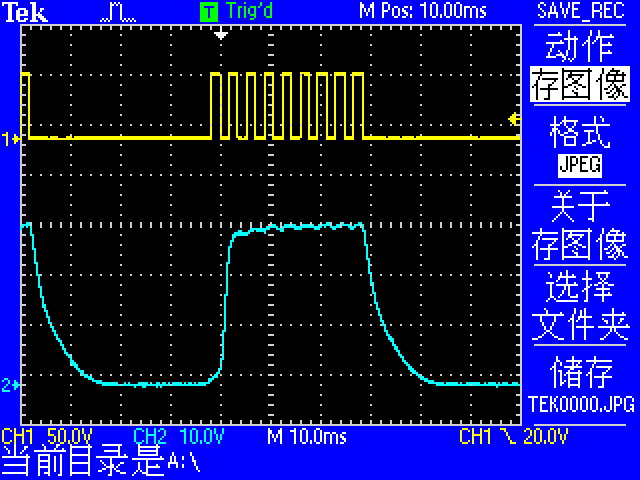 Tek T Trig'd M Pos: 10.00ms SAVE_REC
动作
存图像
格式
JPEG
关于
存图像
选择
文件夹
储存
TEK0000.JPG
1
2
CH1 50.0V CH2 10.0V M 10.0ms CH1 20.0V
当前目录是A:\